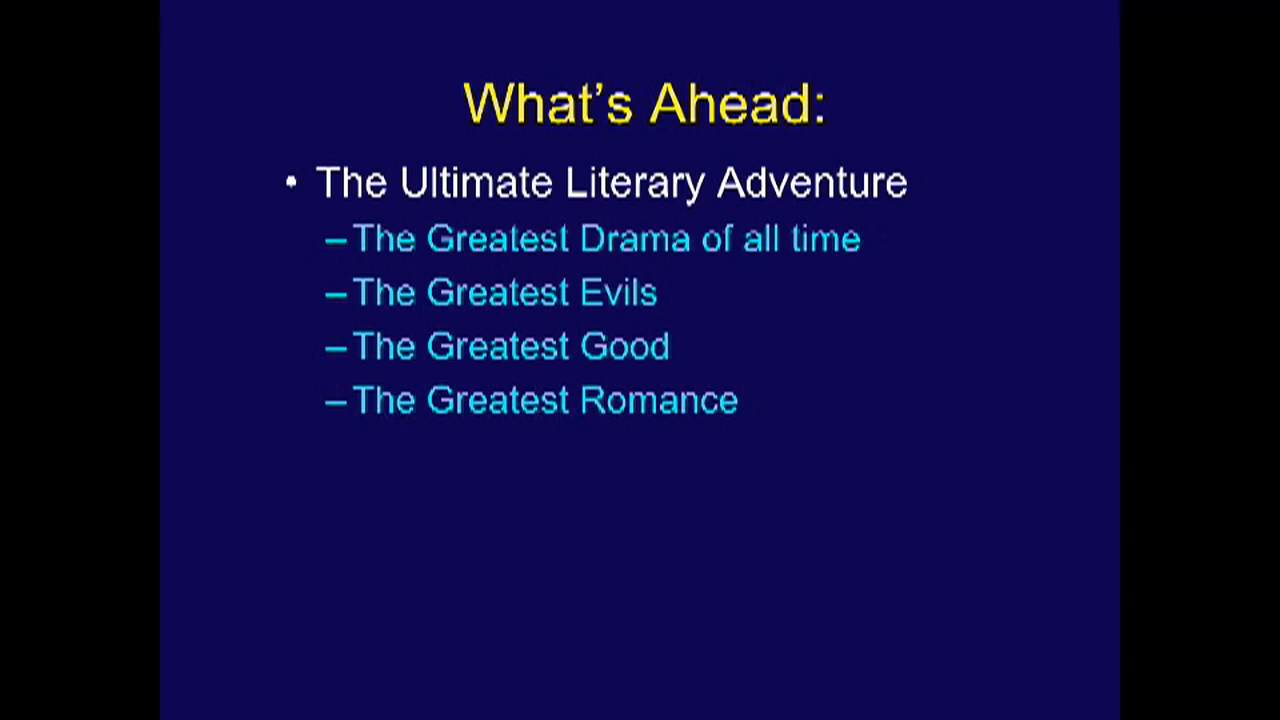 What's Ahead:
• The Ultimate Literary Adventure
–The Greatest Drama of all time
–The Greatest Evils
–The Greatest Good
–The Greatest Romance